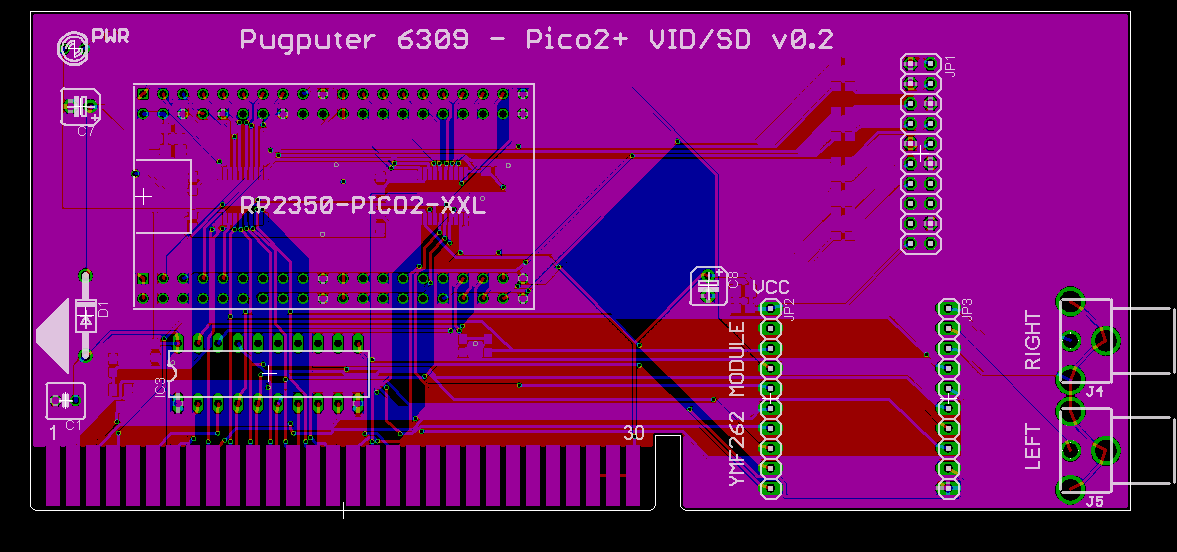 PWR
Pugputer 6309 - Pico2+ VID/SD v0.2
JP1
C7
RP2350-PICO2-XXL
C8
VCC
JP2
JP3
D1
RIGHT
J4
YMF262 MODULE
IC3
C1
1
30
LEFT
J5